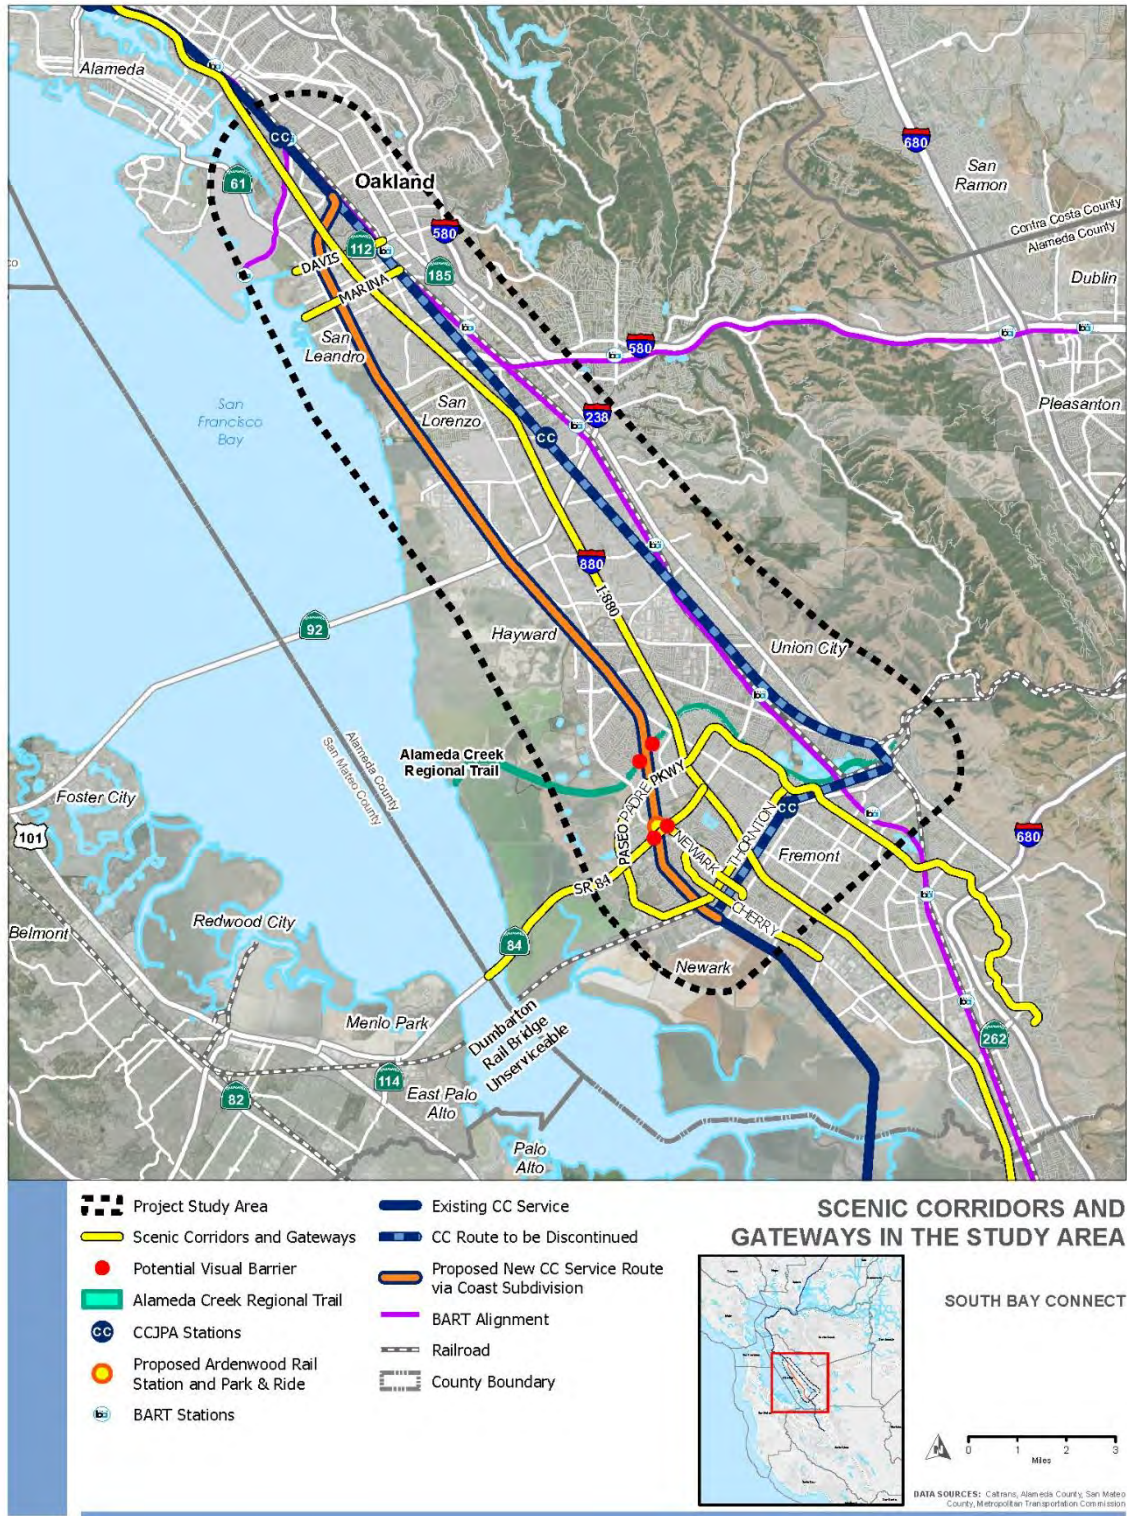 Alameda
CC
61
Oakland
680
San
Ramon
Contra Costa County
Alameda County
580
112
185
DAVIS
MARINA
Dublin
San
Leandro
580
San
Francisco
Bay
San
Lorenzo
238
Pleasanton
CC
880
I-880
92
Hayward
Union City
Alameda County
San Mateo County
Alameda Creek
Regional Trail
Foster City
101
PASEO PADRE PKWY
NEWARK
THORNTON
CC
Fremont
680
SR 84
CHERRY
Redwood City
Belmont
84
Newark
Menlo Park
Dumbarton
Rail Bridge
Unserviceable
262
114
82
East Palo
Alto
Palo
Alto
Project Study Area
Scenic Corridors and Gateways
Potential Visual Barrier
Alameda Creek Regional Trail
CC CCJPA Stations
Proposed Ardenwood Rail
Station and Park & Ride
BART Stations
Existing CC Service
CC Route to be Discontinued
Proposed New CC Service Route
via Coast Subdivision
BART Alignment
Railroad
County Boundary
SCENIC CORRIDORS AND
GATEWAYS IN THE STUDY AREA
SOUTH BAY CONNECT
N
0 1 2 3
Miles
DATA SOURCES: Caltrans, Alameda County, San Mateo
County, Metropolitan Transportation Commission